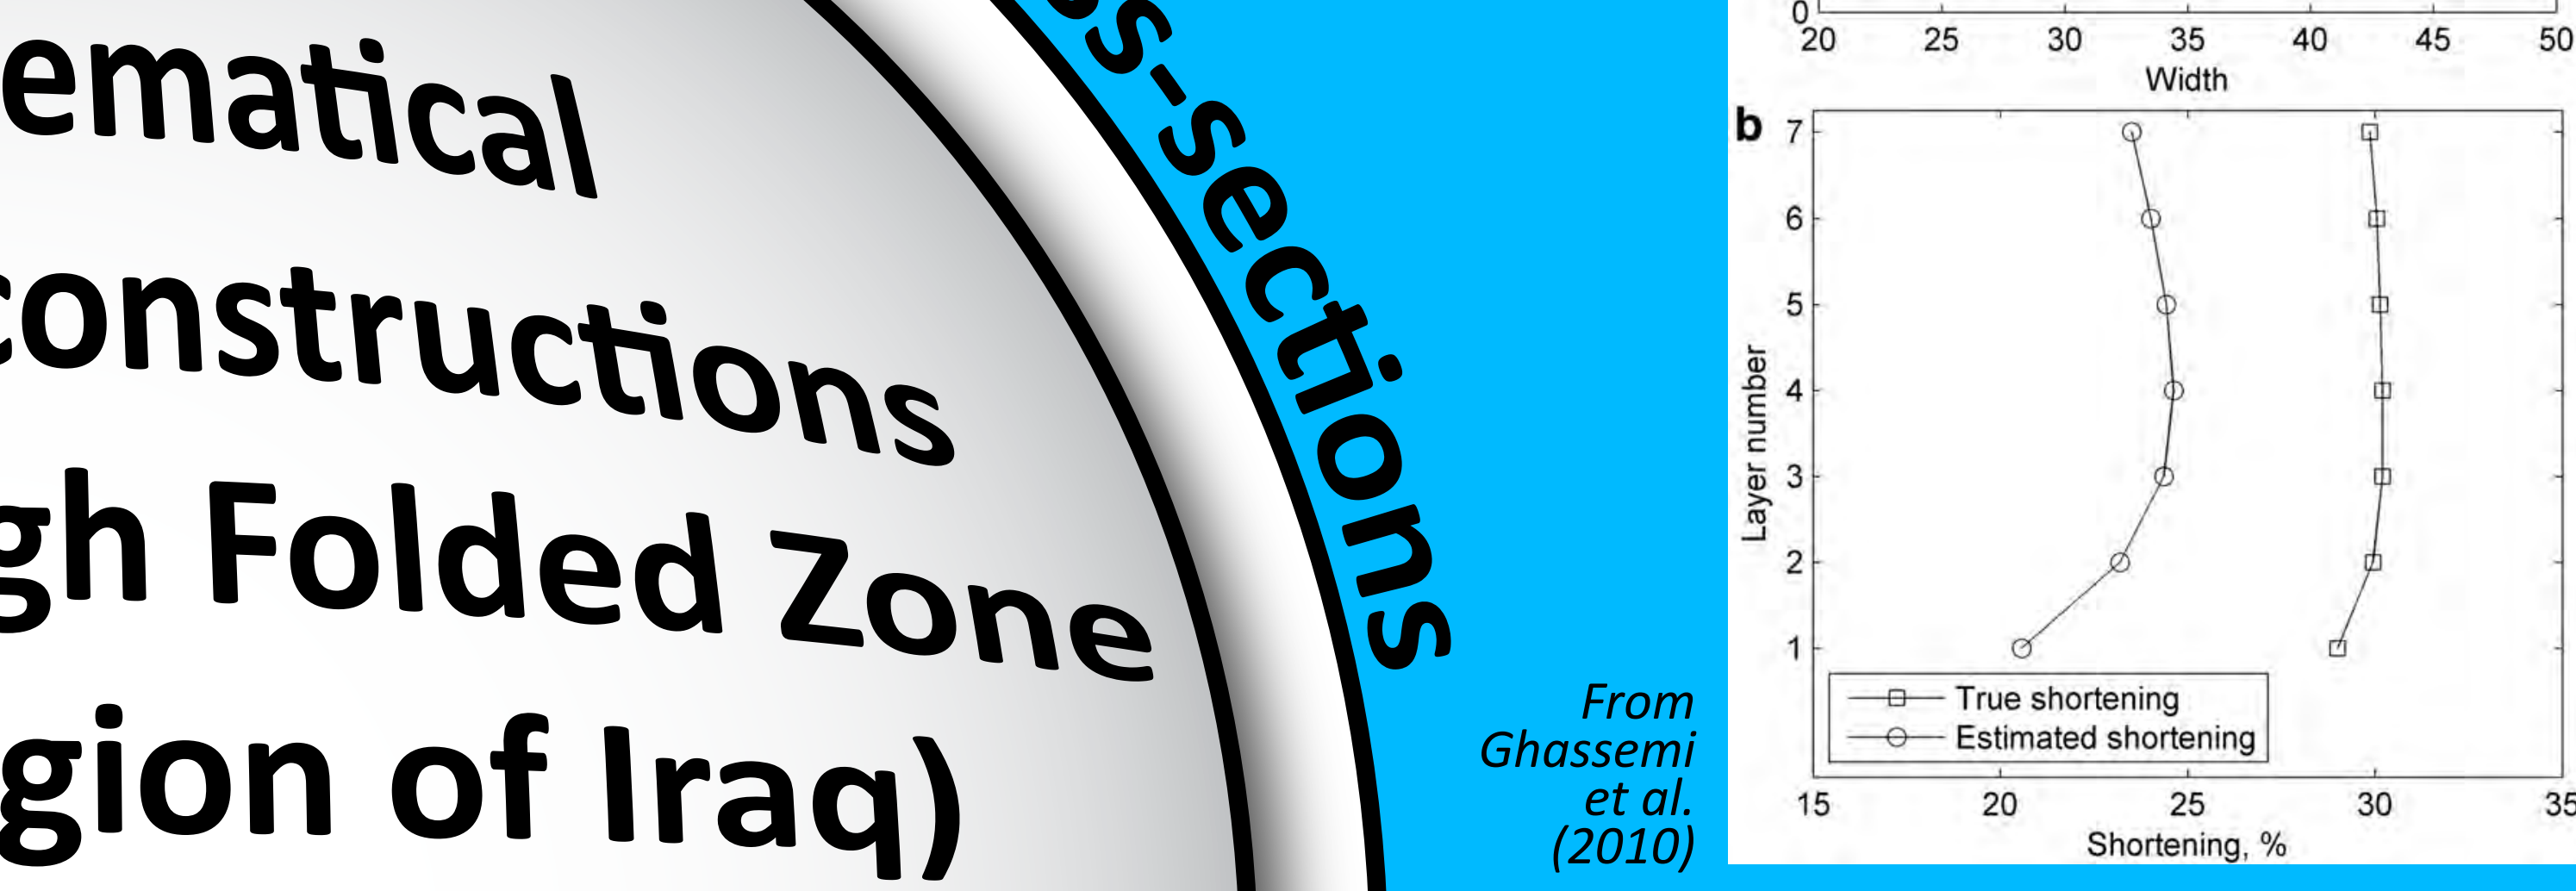 ematical
constructions
gh Folded Zone
gion of Iraq)
s-sections
From
Ghassemi
et al.
(2010)
0
20 25 30 35 40 45 50
Width
b
7
6
5
4
3
2
1
Layer number
True shortening
Estimated shortening
15 20 25 30 35
Shortening, %